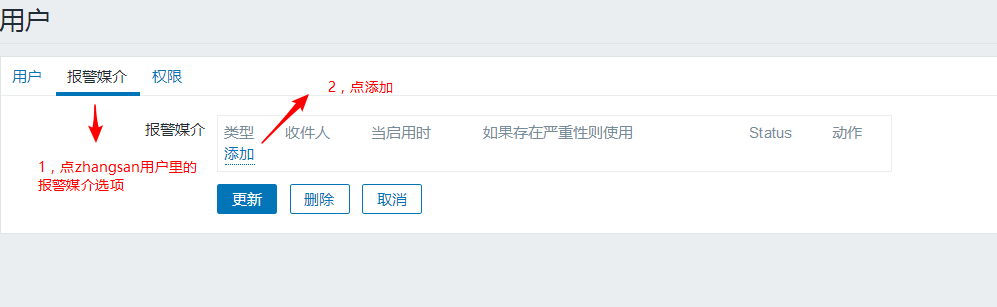 用户
用户 报警媒介 权限
2，点添加
报警媒介 类型 收件人 当启用时 如果存在严重性则使用 Status 动作
添加
1，点zhangsan用户里的
报警媒介选项
更新 删除 取消